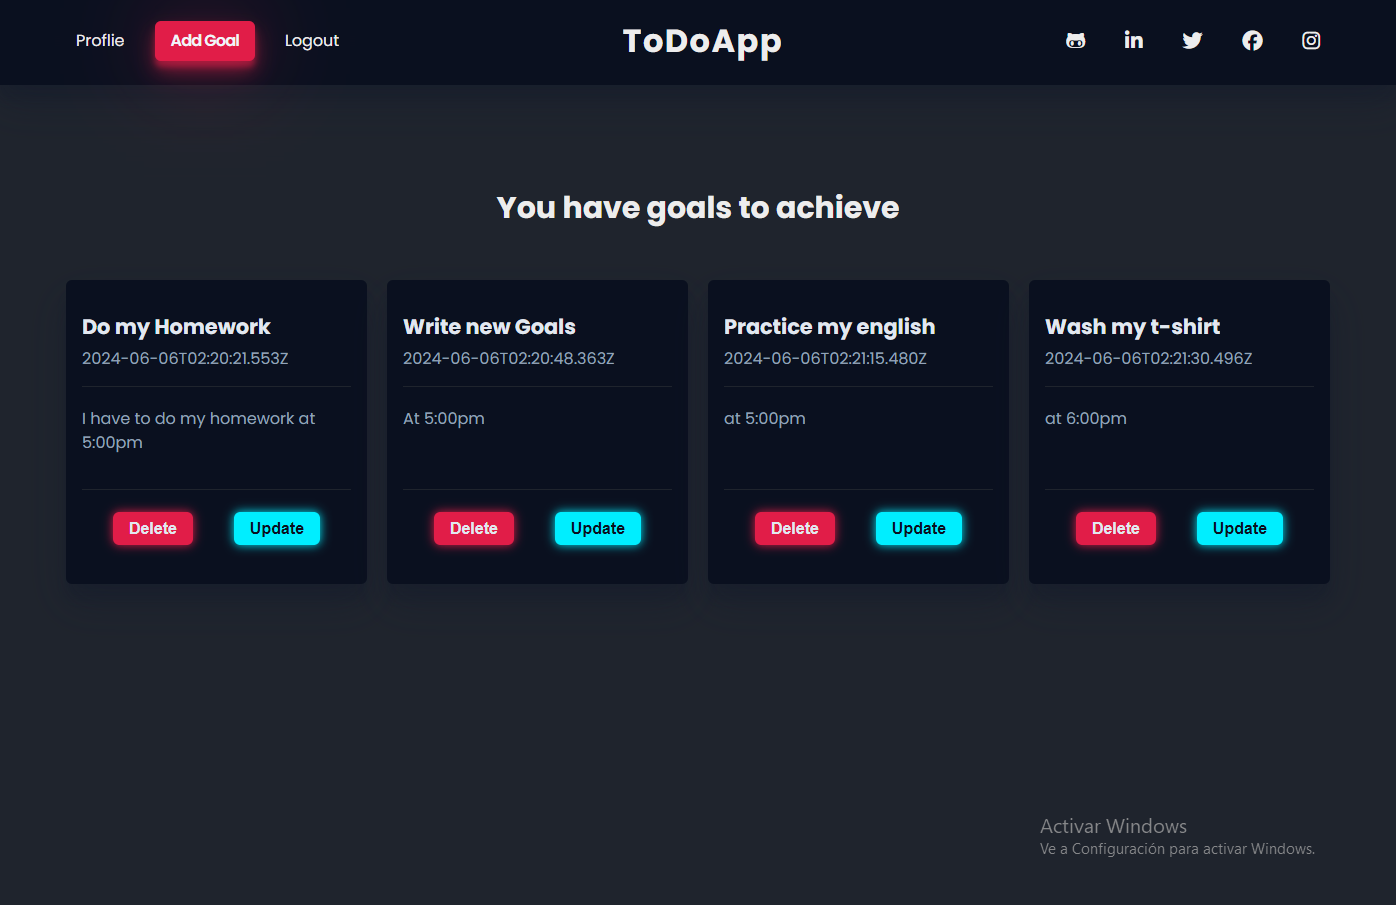 Proflie
Add Goal
Logout
ToDoApp
You have goals to achieve
Do my Homework
2024-06-06T02:20:21.553Z
I have to do my homework at
5:00pm
Delete
Update
Write new Goals
2024-06-06T02:20:48.363Z
At 5:00pm
Delete
Update
Practice my english
2024-06-06T02:21:15.480Z
at 5:00pm
Delete
Update
Wash my t-shirt
2024-06-06T02:21:30.496Z
at 6:00pm
Delete
Update
Activar Windows
Ve a Configuración para activar Windows.